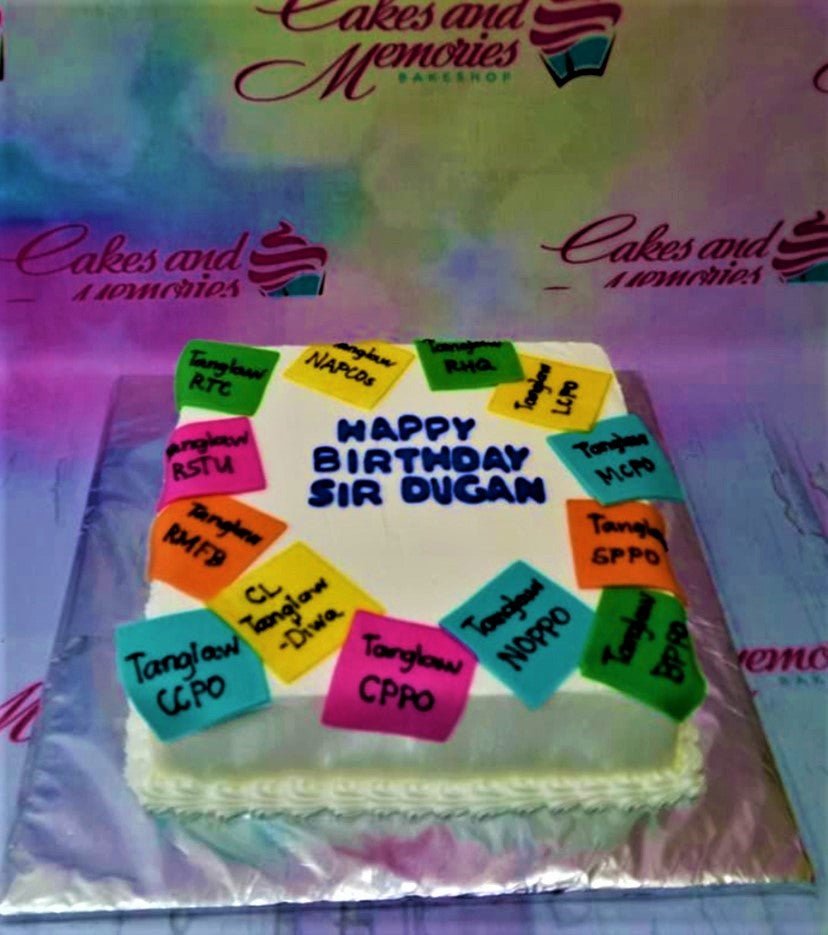 Cakes and
Memories
BAKESHOP
Cakes and
Memories
Cakes and
Memories
Tanglaw
RTC
Tanglaw
NAPCOs
Tanglaw
RHQ
Tanglaw
LCPO
Tanglaw
RSTU
HAPPY
BIRTHDAY
SIR DUGAN
Tanglaw
MCPO
Tanglaw
RMFB
Tanglaw
SPPO
CL
Tanglaw
-Diwa
Tanglaw
NOPPO
Tanglaw
BPPO
Tanglaw
CCPO
Tanglaw
CPPO